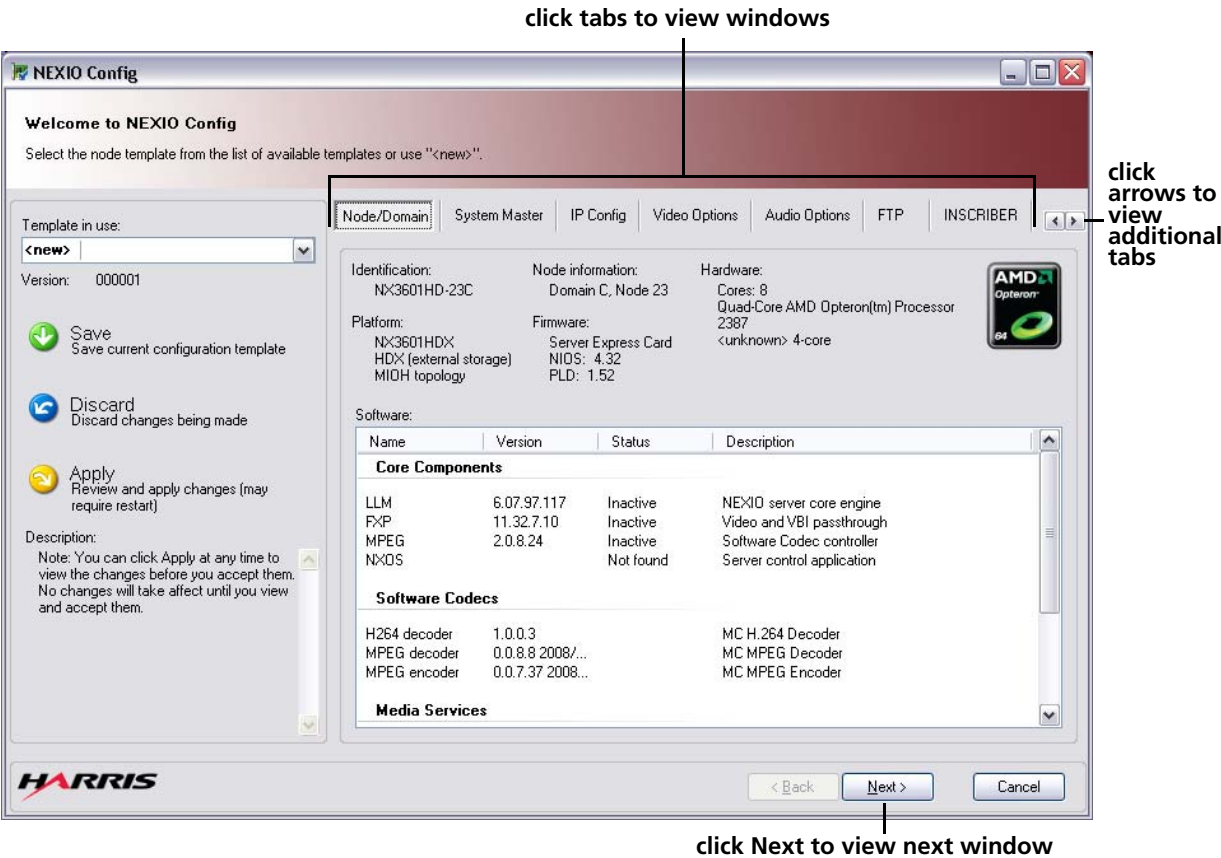 click tabs to view windows
NEXIO Config
Welcome to NEXIO Config
Select the node template from the list of available templates or use "<new>".
click
arrows to
view
additional
tabs
Template in use:
<new>
Version: 000001
Save
Save current configuration template
Discard
Discard changes being made
Apply
Review and apply changes (may
require restart)
Description:
Note: You can click Apply at any time to
view the changes before you accept them.
No changes will take affect until you view
and accept them.
Node/Domain System Master IP Config Video Options Audio Options FTP INSCRIBER
Identification:
NX3601HD-23C
Node information:
Domain C, Node 23
Hardware:
Cores: 8
Quad-Core AMD Opteron(tm) Processor
2387
<unknown> 4-core
Platform:
NX3601HDX
HDX (external storage)
MIOH topology
Firmware:
Server Express Card
NIOS: 4.32
PLD: 1.52
AMD
Opteron
64
Software:
Name Version Status Description
Core Components
LLM 6.07.97.117 Inactive NEXIO server core engine
FXP 11.32.7.10 Inactive Video and VBI passthrough
MPEG 2.0.8.24 Inactive Software Codec controller
NXOS Not found Server control application
Software Codecs
H264 decoder 1.0.0.3 MC H.264 Decoder
MPEG decoder 0.0.8.8 2008/... MC MPEG Decoder
MPEG encoder 0.0.7.37 2008... MC MPEG Encoder
Media Services
HARRIS
< Back Next > Cancel
click Next to view next window